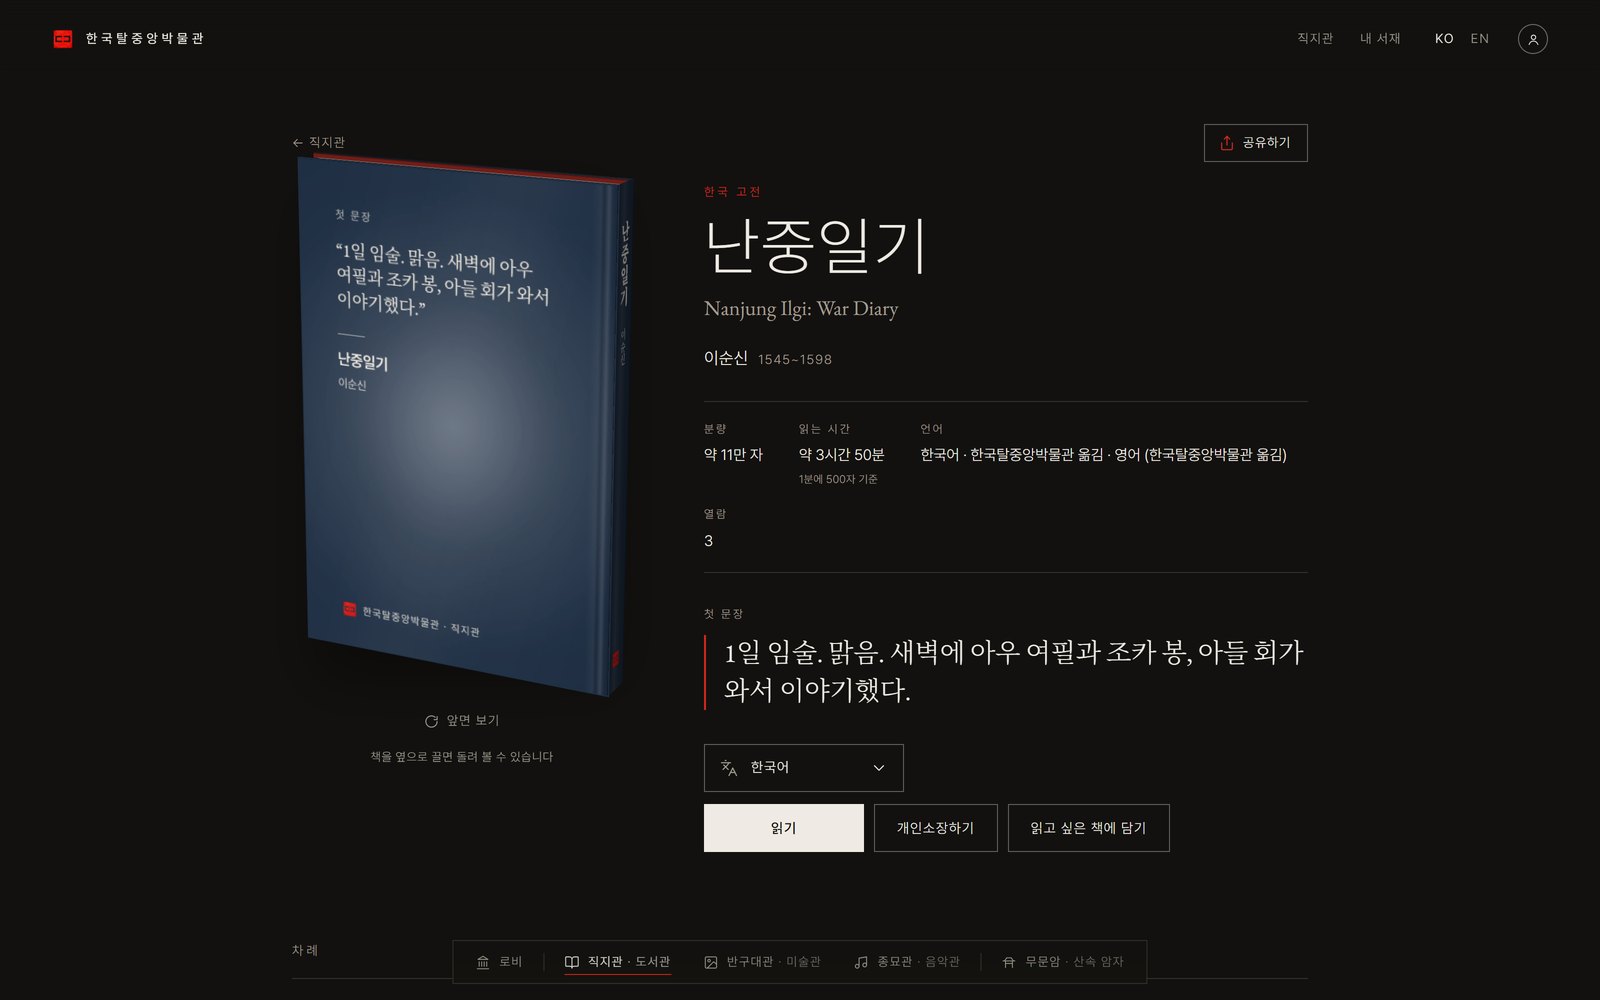 한국탈중앙박물관
직지관
내 서재
KO
EN
← 직지관
공유하기
첫 문장
“1일 임술. 맑음. 새벽에 아우
여필과 조카 봉, 아들 회가 와서
이야기했다.”
난중일기
이순신
한국탈중앙박물관 · 직지관
난중일기 이순신
앞면 보기
책을 옆으로 끌면 돌려 볼 수 있습니다
한국 고전
난중일기
Nanjung Ilgi: War Diary
이순신 1545~1598
분량
약 11만 자
읽는 시간
약 3시간 50분
1분에 500자 기준
언어
한국어 · 한국탈중앙박물관 옮김 · 영어 (한국탈중앙박물관 옮김)
열람
3
첫 문장
1일 임술. 맑음. 새벽에 아우 여필과 조카 봉, 아들 회가
와서 이야기했다.
한국어
읽기
개인소장하기
읽고 싶은 책에 담기
차례
로비
직지관 · 도서관
반구대관 · 미술관
종묘관 · 음악관
무문암 · 산속 암자